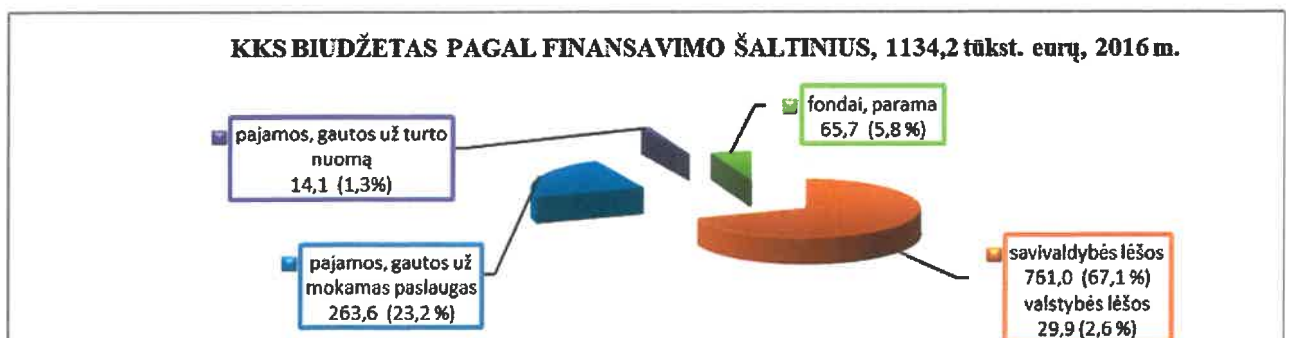 KKS BIUDŽETAS PAGAL FINANSAVIMO ŠALTINIUS, 1134,2 tūkst. eurų, 2016 m.
fondai, parama
65,7 (5,8 %)
pajamos, gautos už turto
nuomą
14,1 (1,3%)
pajamos, gautos už
mokamas paslaugas
263,6 (23,2 %)
savivaldybės lėšos
761,0 (67,1 %)
valstybės lėšos
29,9 (2,6 %)